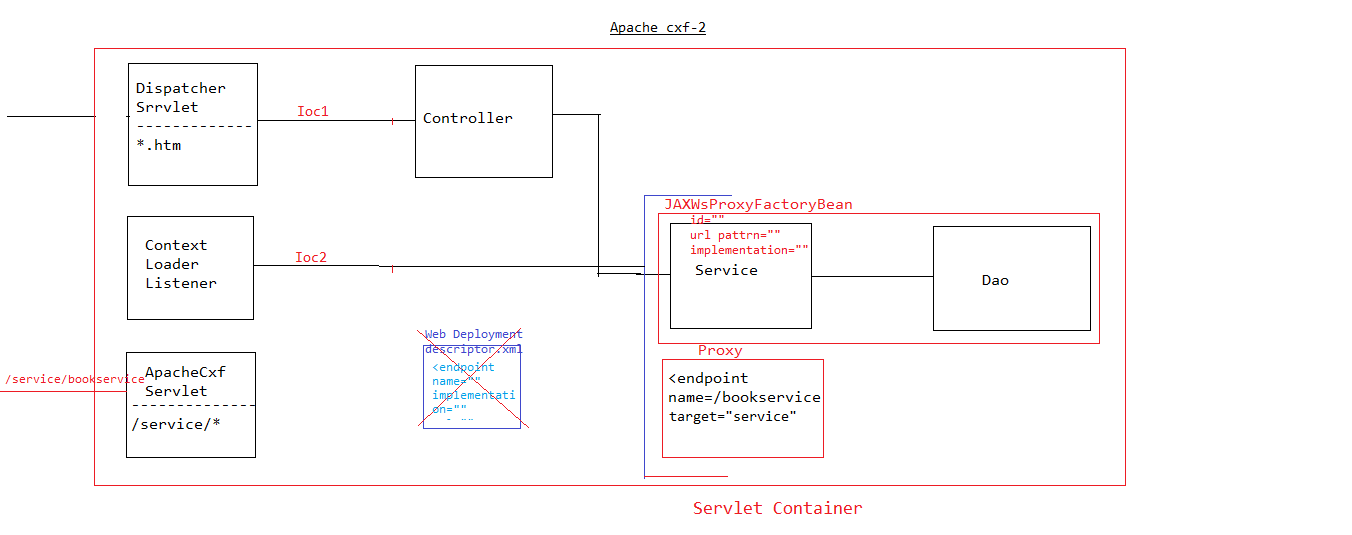 Apache cxf-2
Dispatcher
Srrvlet
-------------
*.htm
Ioc1
Controller
JAXWsProxyFactoryBean
id=""
url pattrn=""
implementation=""
Service
Dao
Context
Loader
Listener
Ioc2
Web Deployment
descriptor.xml
<endpoint
name=""
implementati
on=""
Proxy
<endpoint
name=/bookservice
target="service"
/service/bookservice
ApacheCxf
Servlet
--------------
/service/*
Servlet Container